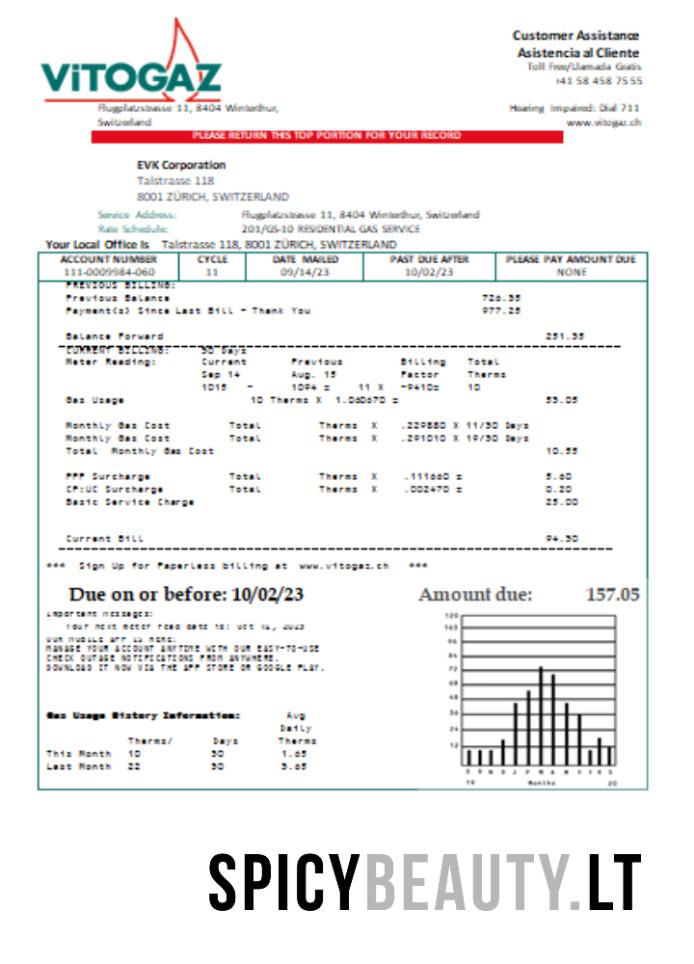 ViTOGAZ
Customer Assistance
Asistencia al Cliente
Toll Free/Llamada Gratis
+41 58 458 75 55
Flugplatzstrasse 11, 8404 Winterthur,
Switzerland
Hearing Impaired: Dial 711
www.vitogaz.ch
PLEASE RETURN THIS TOP PORTION FOR YOUR RECORD
EVK Corporation
Talstrasse 118
8001 ZÜRICH, SWITZERLAND
Service Address: Flugplatzstrasse 11, 8404 Winterthur, Switzerland
Rate Schedule: 201/GS-10 RESIDENTIAL GAS SERVICE
Your Local Office Is Talstrasse 118, 8001 ZÜRICH, SWITZERLAND
ACCOUNT NUMBER CYCLE DATE MAILED PAST DUE AFTER PLEASE PAY AMOUNT DUE
111-0009984-060 11 09/14/23 10/02/23 NONE
PREVIOUS BILLING:
Previous Balance 726.35
Payment(s) Since Last Bill - Thank You 977.25
Balance Forward 251.35
CURRENT BILLING: 30 Days
Meter Reading: Current Previous Billing Total
Sep 14 Aug. 15 Factor Therms
1015 - 1094 = 11 X -9410= 10
Gas Usage 10 Therms X 1.060670 = 53.05
Monthly Gas Cost Total Therms X .229880 X 11/30 Days
Monthly Gas Cost Total Therms X .291010 X 19/30 Days
Total Monthly Gas Cost 10.55
PPP Surcharge Total Therms X .111660 = 5.60
CP:UC Surcharge Total Therms X .002470 = 0.20
Basic Service Charge 25.00
Current Bill 94.30
*** Sign Up for Paperless billing at www.vitogaz.ch ***
Due on or before: 10/02/23 Amount due: 157.05
Important messages:
Your next meter read date is: Oct 2023
OUR MOBILE APP IS HERE:
MANAGE YOUR ACCOUNT ANYTIME WITH OUR EASY-TO-USE
CHECK OUTAGE NOTIFICATIONS FROM ANYWHERE.
DOWNLOAD IT NOW VIA THE APP STORE OR GOOGLE PLAY.
Gas Usage History Information: Avg
Daily
Therms/ Days Therms
This Month 10 30 1.65
Last Month 22 30 3.65
120
96
84
72
48
36
24
12
19 Months 20
SPICYBEAUTY.LT